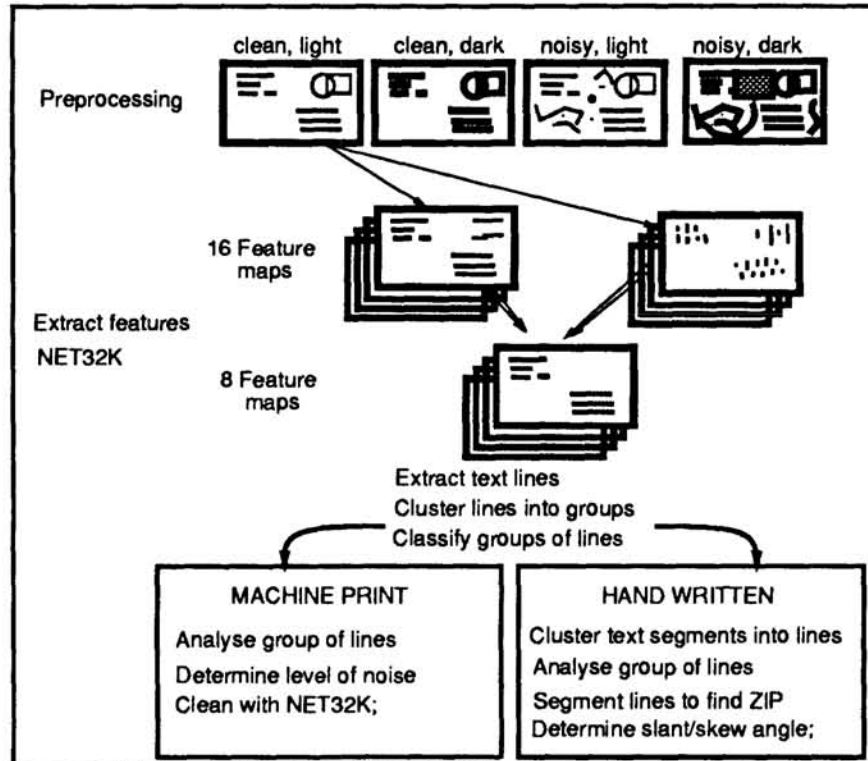 clean, light clean, dark noisy, light noisy, dark
Preprocessing
16 Feature
maps
Extract features
NET32K
8 Feature
maps
Extract text lines
Cluster lines into groups
Classify groups of lines
MACHINE PRINT
Analyse group of lines
Determine level of noise
Clean with NET32K;
HAND WRITTEN
Cluster text segments into lines
Analyse group of lines
Segment lines to find ZIP
Determine slant/skew angle;